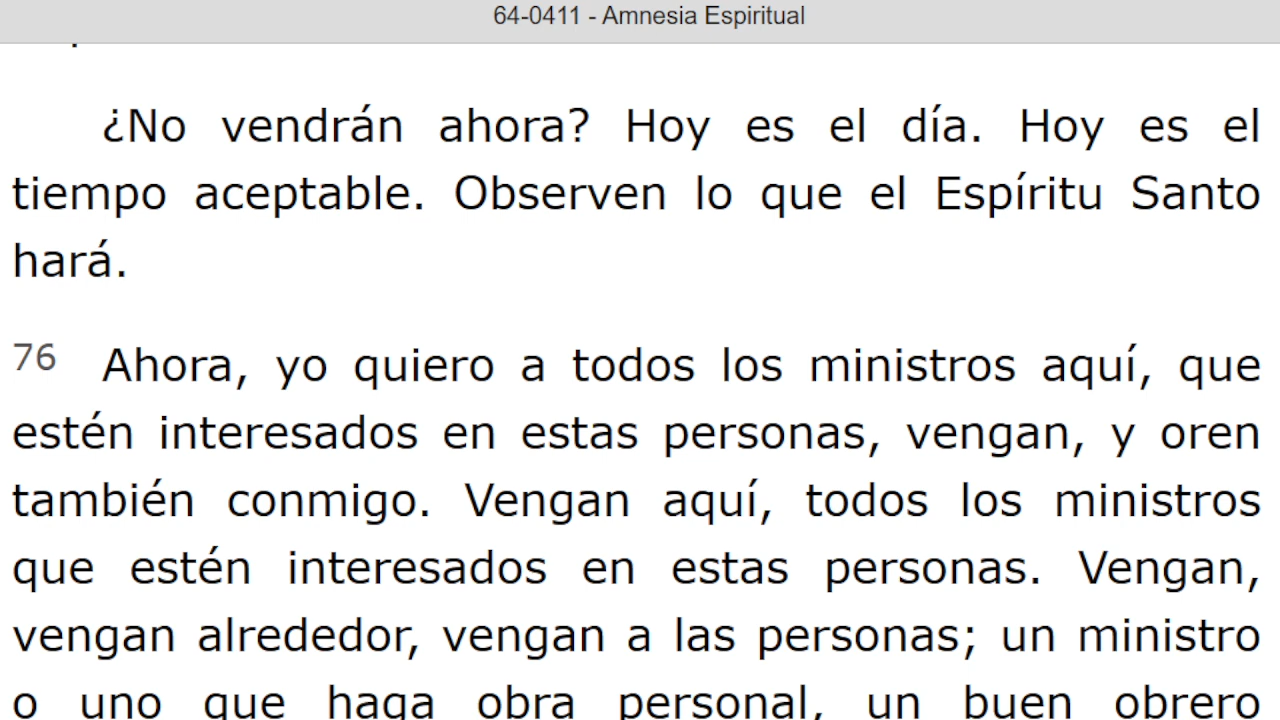 64-0411 - Amnesia Espiritual
¿No vendrán ahora? Hoy es el día. Hoy es el
tiempo aceptable. Observen lo que el Espíritu Santo
hará.
76 Ahora, yo quiero a todos los ministros aquí, que
estén interesados en estas personas, vengan, y oren
también conmigo. Vengan aquí, todos los ministros
que estén interesados en estas personas. Vengan,
vengan alrededor, vengan a las personas; un ministro
o uno que haga obra personal, un buen obrero